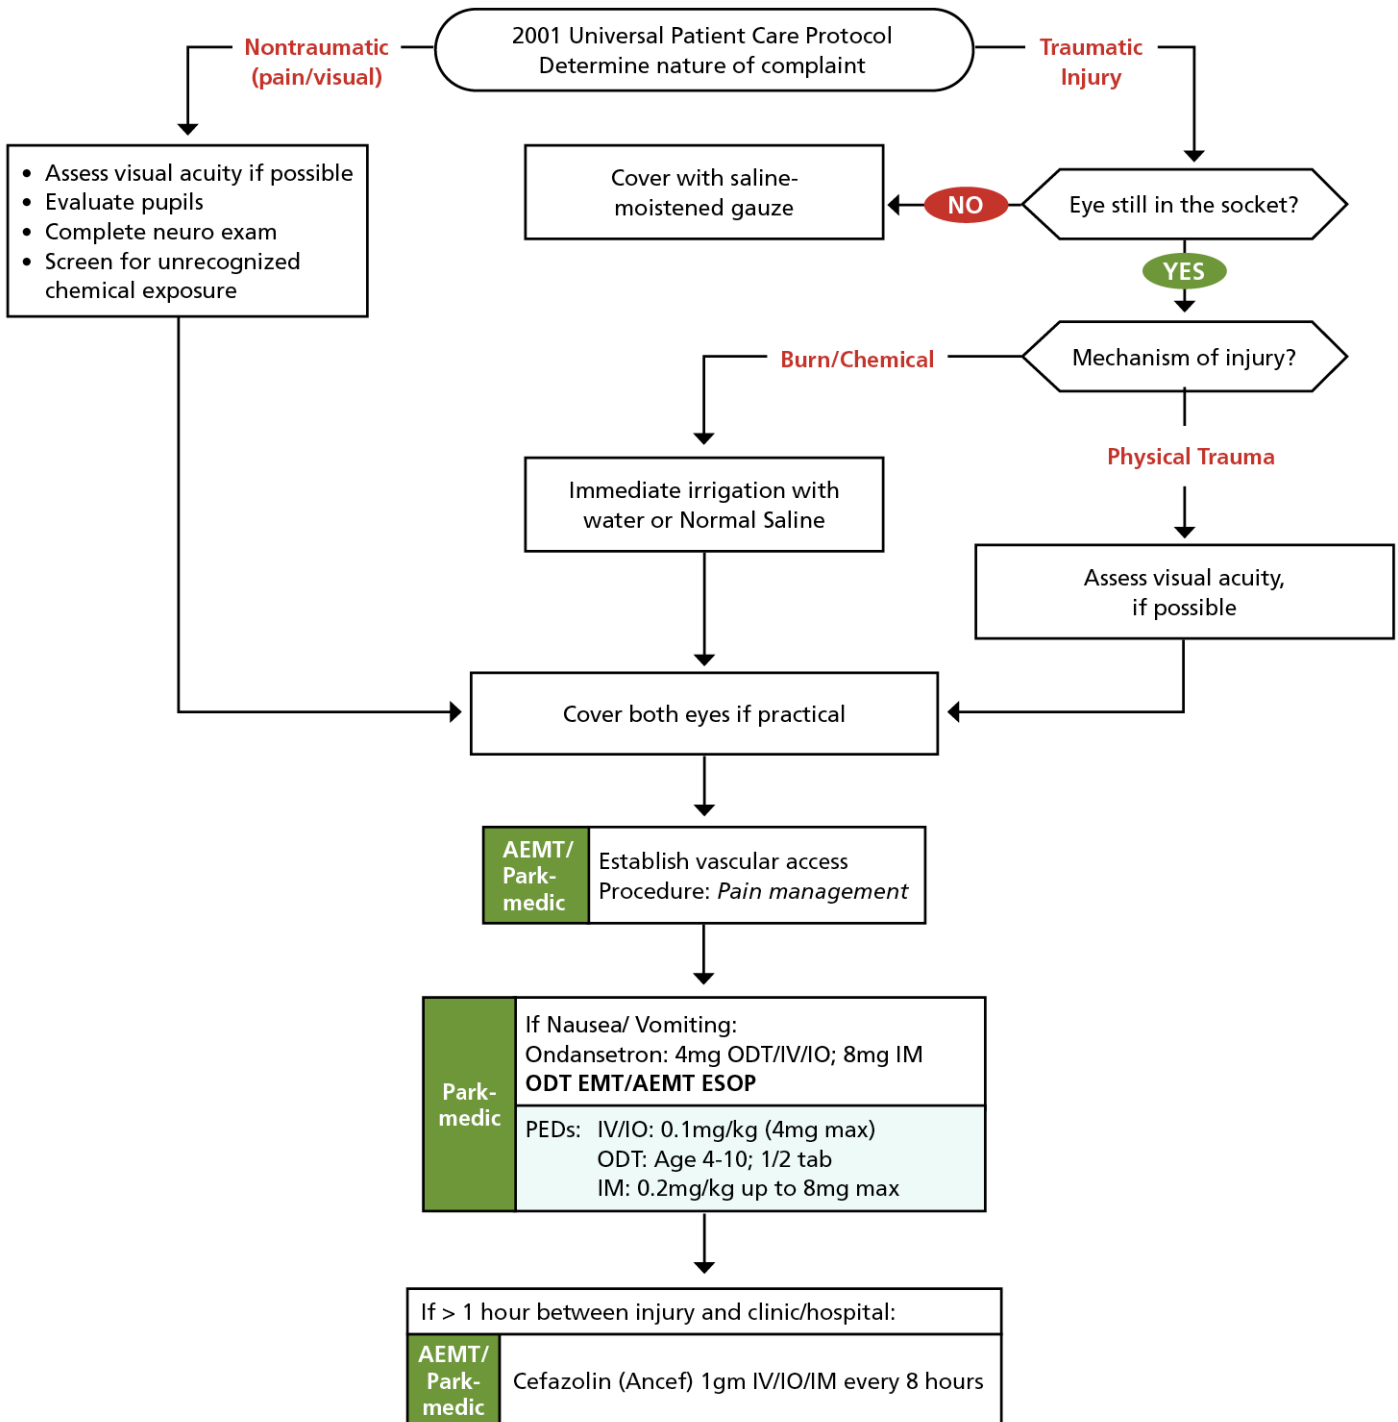 2001 Universal Patient Care Protocol
Determine nature of complaint
Nontraumatic
(pain/visual)
Traumatic
Injury
• Assess visual acuity if possible
• Evaluate pupils
• Complete neuro exam
• Screen for unrecognized
chemical exposure
Cover with saline-
moistened gauze
NO
Eye still in the socket?
YES
Mechanism of injury?
Burn/Chemical
Physical Trauma
Immediate irrigation with
water or Normal Saline
Assess visual acuity,
if possible
Cover both eyes if practical
AEMT/
Park-
medic
Establish vascular access
Procedure: Pain management
Park-
medic
If Nausea/ Vomiting:
Ondansetron: 4mg ODT/IV/IO; 8mg IM
ODT EMT/AEMT ESOP
PEDs: IV/IO: 0.1mg/kg (4mg max)
ODT: Age 4-10; 1/2 tab
IM: 0.2mg/kg up to 8mg max
If > 1 hour between injury and clinic/hospital:
AEMT/
Park-
medic
Cefazolin (Ancef) 1gm IV/IO/IM every 8 hours